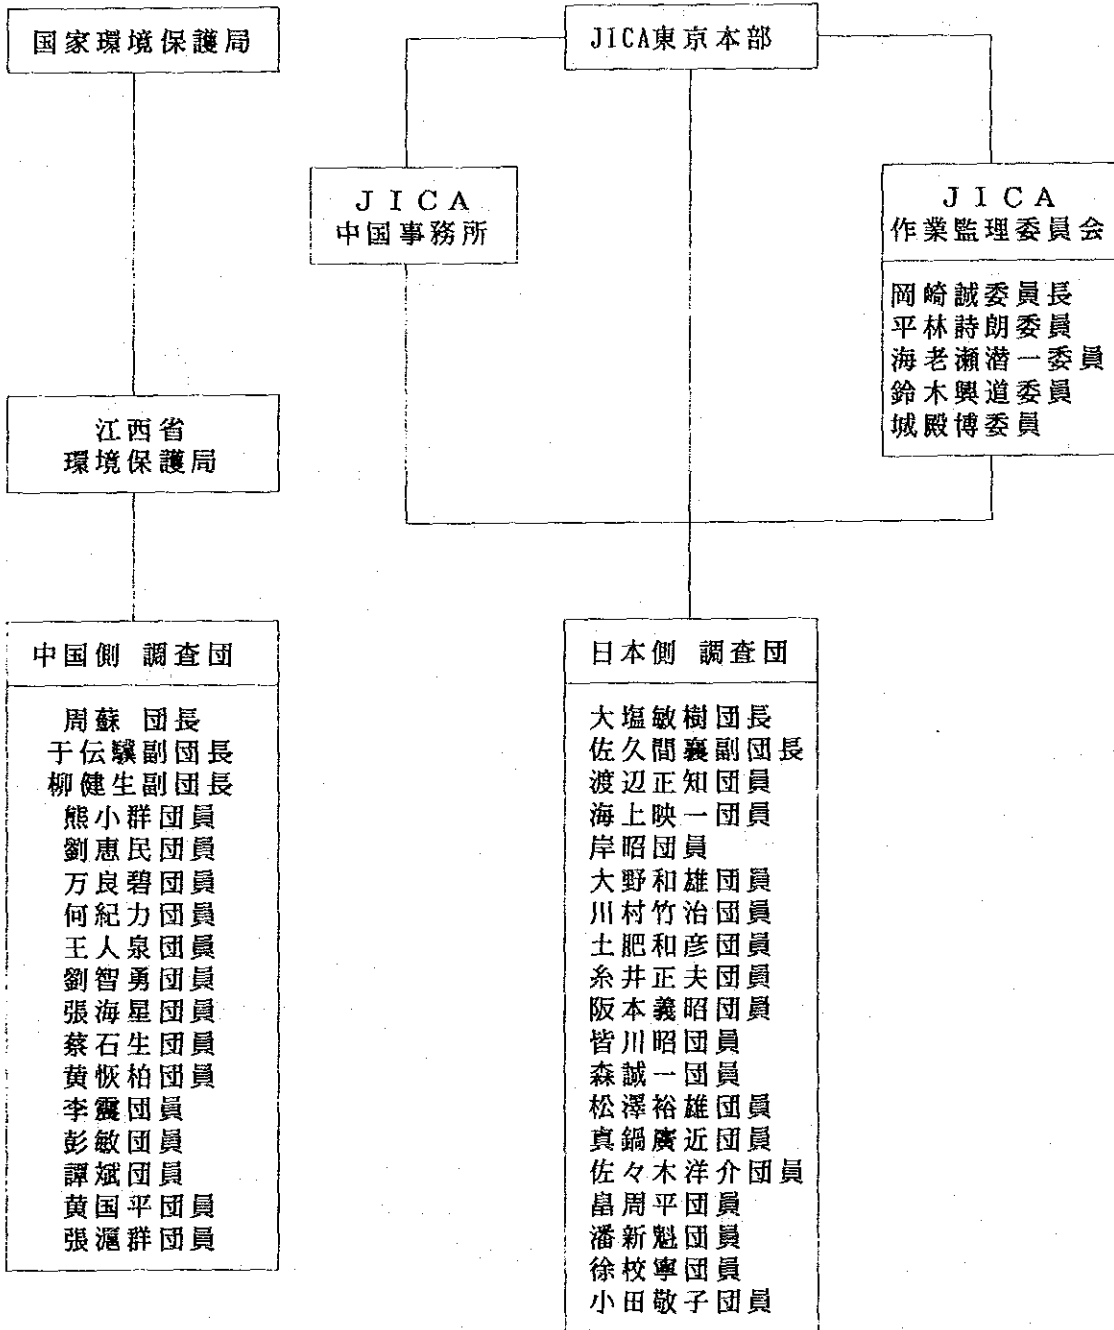 国家環境保護局
JICA東京本部
JICA
中国事務所
JICA
作業監理委員会
岡崎誠委員長
平林詩朗委員
海老瀬潜一委員
鈴木興道委員
城殿博委員
江西省
環境保護局
中国側 調査団
周蘇 団長
于伝驥副団長
柳健生副団長
熊小群団員
劉恵民団員
万良碧団員
何紀力団員
王人泉団員
劉智勇団員
張海星団員
蔡石生団員
黄恢柏団員
李震団員
彭敏団員
譚斌団員
黄国平団員
張滬群団員
日本側 調査団
大塩敏樹団長
佐久間襄副団長
渡辺正知団員
海上映一団員
岸昭団員
大野和雄団員
川村竹治団員
土肥和彦団員
糸井正夫団員
阪本義昭団員
皆川昭団員
森誠一団員
松澤裕雄団員
真鍋廣近団員
佐々木洋介団員
畠周平団員
潘新魁団員
徐校寧団員
小田敬子団員